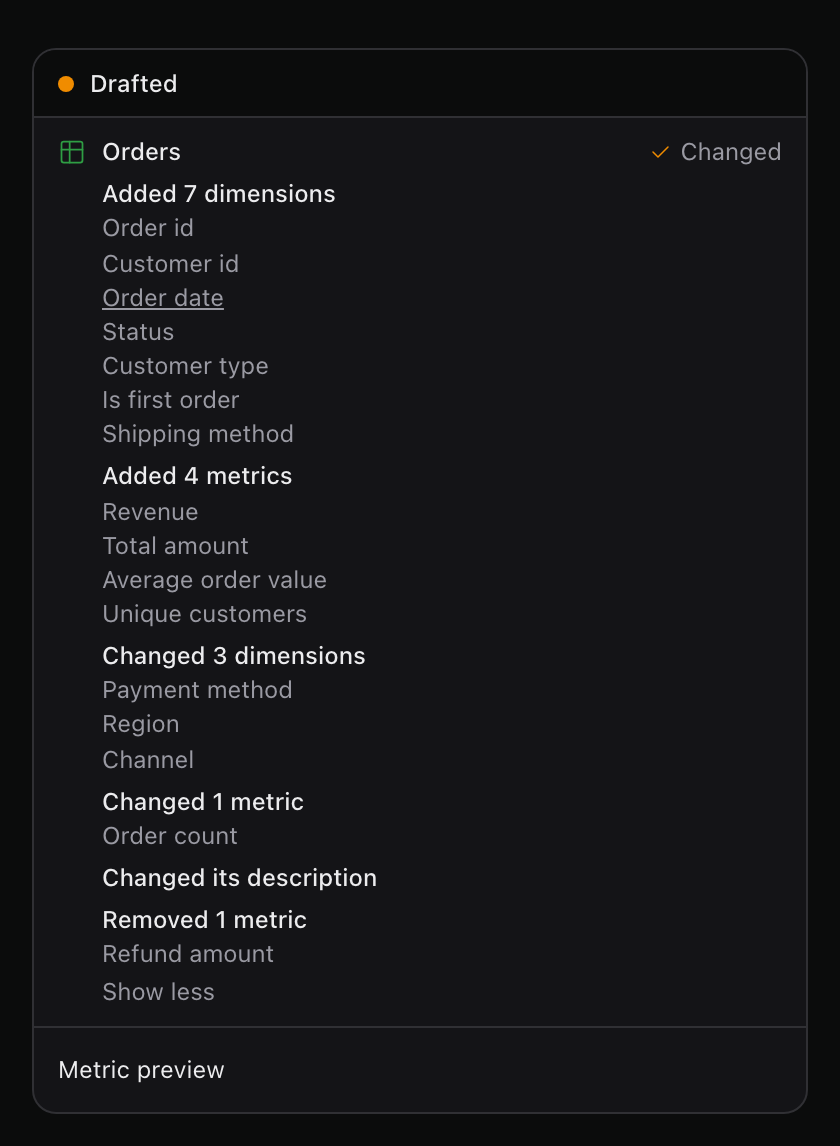 Drafted
Orders
Changed
Added 7 dimensions
Order id
Customer id
Order date
Status
Customer type
Is first order
Shipping method
Added 4 metrics
Revenue
Total amount
Average order value
Unique customers
Changed 3 dimensions
Payment method
Region
Channel
Changed 1 metric
Order count
Changed its description
Removed 1 metric
Refund amount
Show less
Metric preview